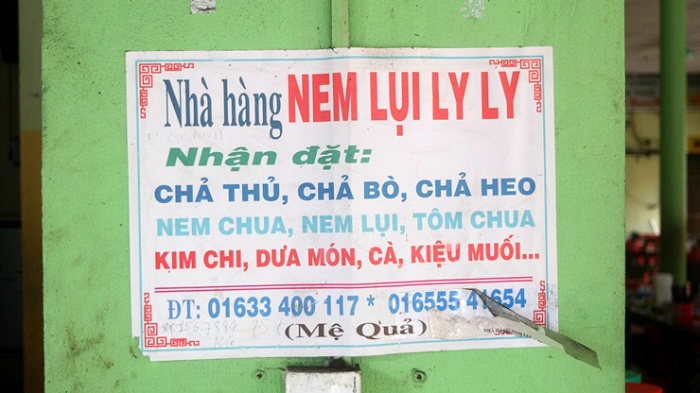 Nhà hàng NEM LỤI LY LY
Nhận đặt:
CHẢ THỦ, CHẢ BÒ, CHẢ HEO
NEM CHUA, NEM LỤI, TÔM CHUA
KIM CHI, DƯA MÓN, CÀ, KIỆU MUỐI...
ĐT: 01633 400 117 * 016555 41654
(Mệ Quả)